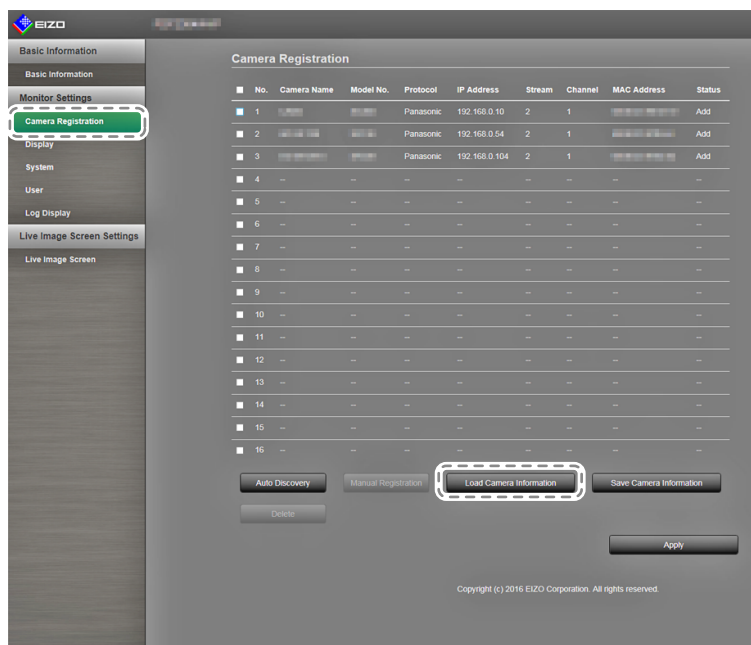 EIZO
Basic Information
Basic Information
Monitor Settings
Camera Registration
Display
System
User
Log Display
Live Image Screen Settings
Live Image Screen
Camera Registration
No. Camera Name Model No. Protocol IP Address Stream Channel MAC Address Status
1 Panasonic 192.168.0.10 2 1 Add
2 Panasonic 192.168.0.54 2 1 Add
3 Panasonic 192.168.0.104 2 1 Add
4 -- -- -- -- -- -- -- --
5 -- -- -- -- -- -- -- --
6 -- -- -- -- -- -- -- --
7 -- -- -- -- -- -- -- --
8 -- -- -- -- -- -- -- --
9 -- -- -- -- -- -- -- --
10 -- -- -- -- -- -- -- --
11 -- -- -- -- -- -- -- --
12 -- -- -- -- -- -- -- --
13 -- -- -- -- -- -- -- --
14 -- -- -- -- -- -- -- --
15 -- -- -- -- -- -- -- --
16 -- -- -- -- -- -- -- --
Auto Discovery Manual Registration Load Camera Information Save Camera Information
Delete
Apply
Copyright (c) 2016 EIZO Corporation. All rights reserved.